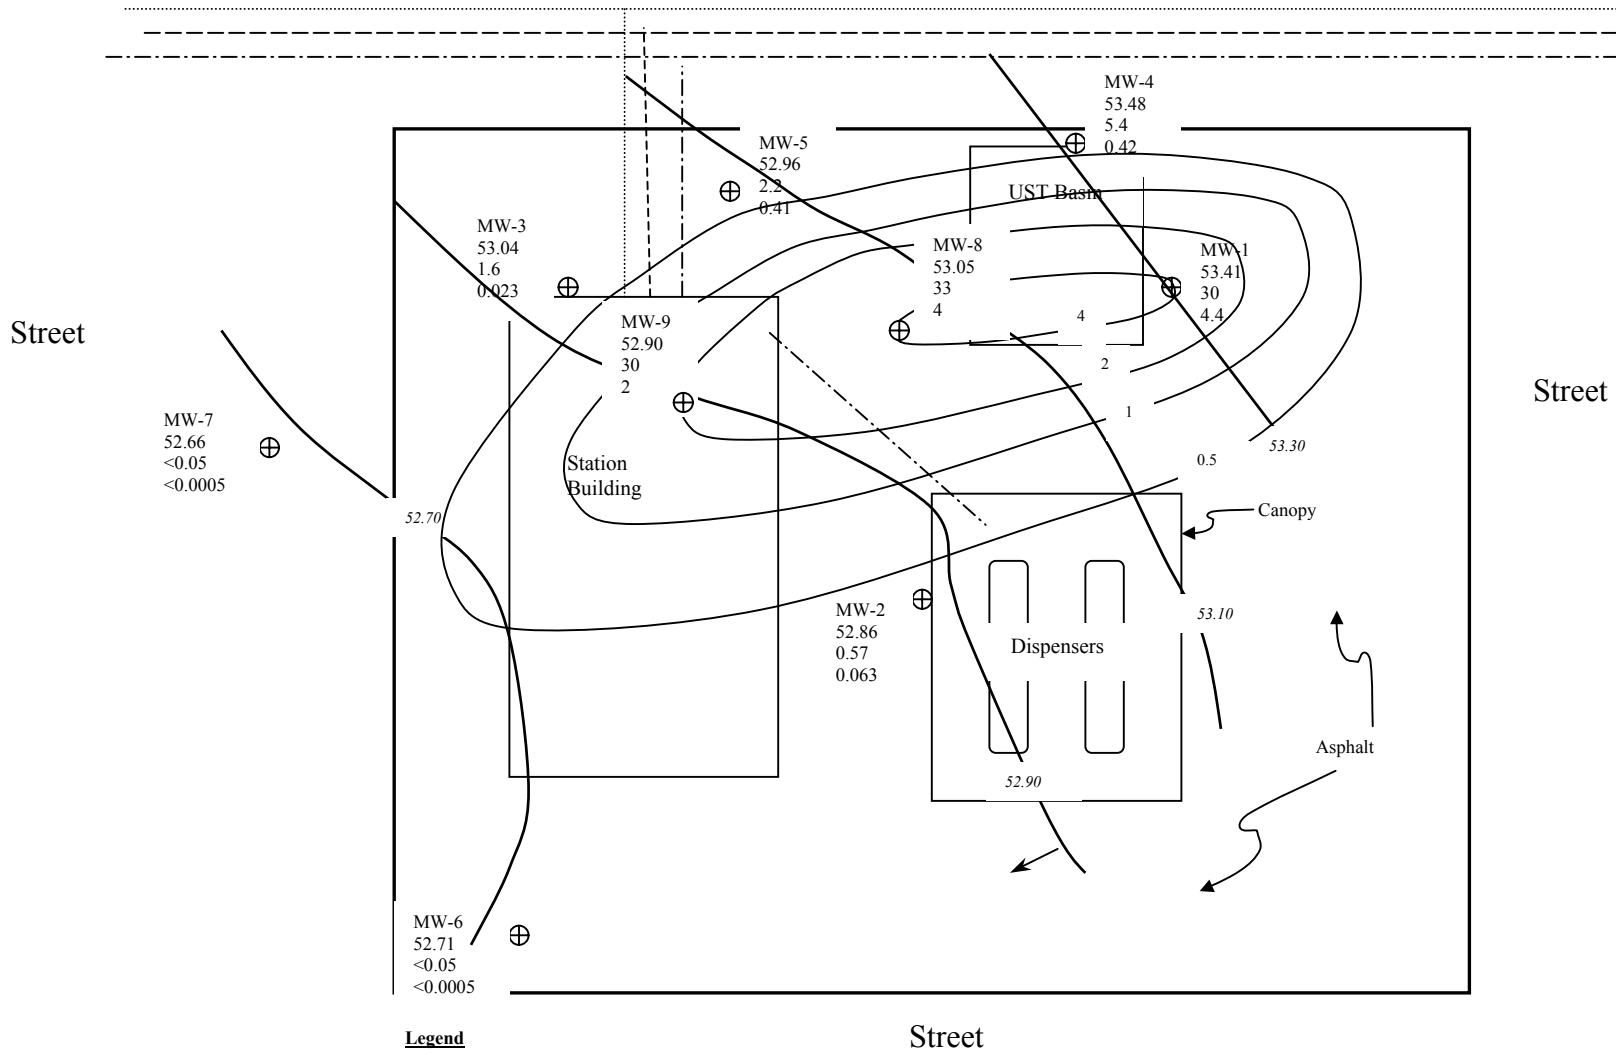 MW-4
53.48
5.4
0.42
MW-5
52.96
2.2
0.41
UST Basin
MW-3
53.04
1.6
0.023
MW-8
53.05
33
4
MW-1
53.41
30
4.4
Street
MW-9
52.90
30
2
4
2
1
0.5
53.30
Street
MW-7
52.66
<0.05
<0.0005
Station
Building
52.70
Canopy
MW-2
52.86
0.57
0.063
53.10
Dispensers
Asphalt
52.90
MW-6
52.71
<0.05
<0.0005
Legend
Street